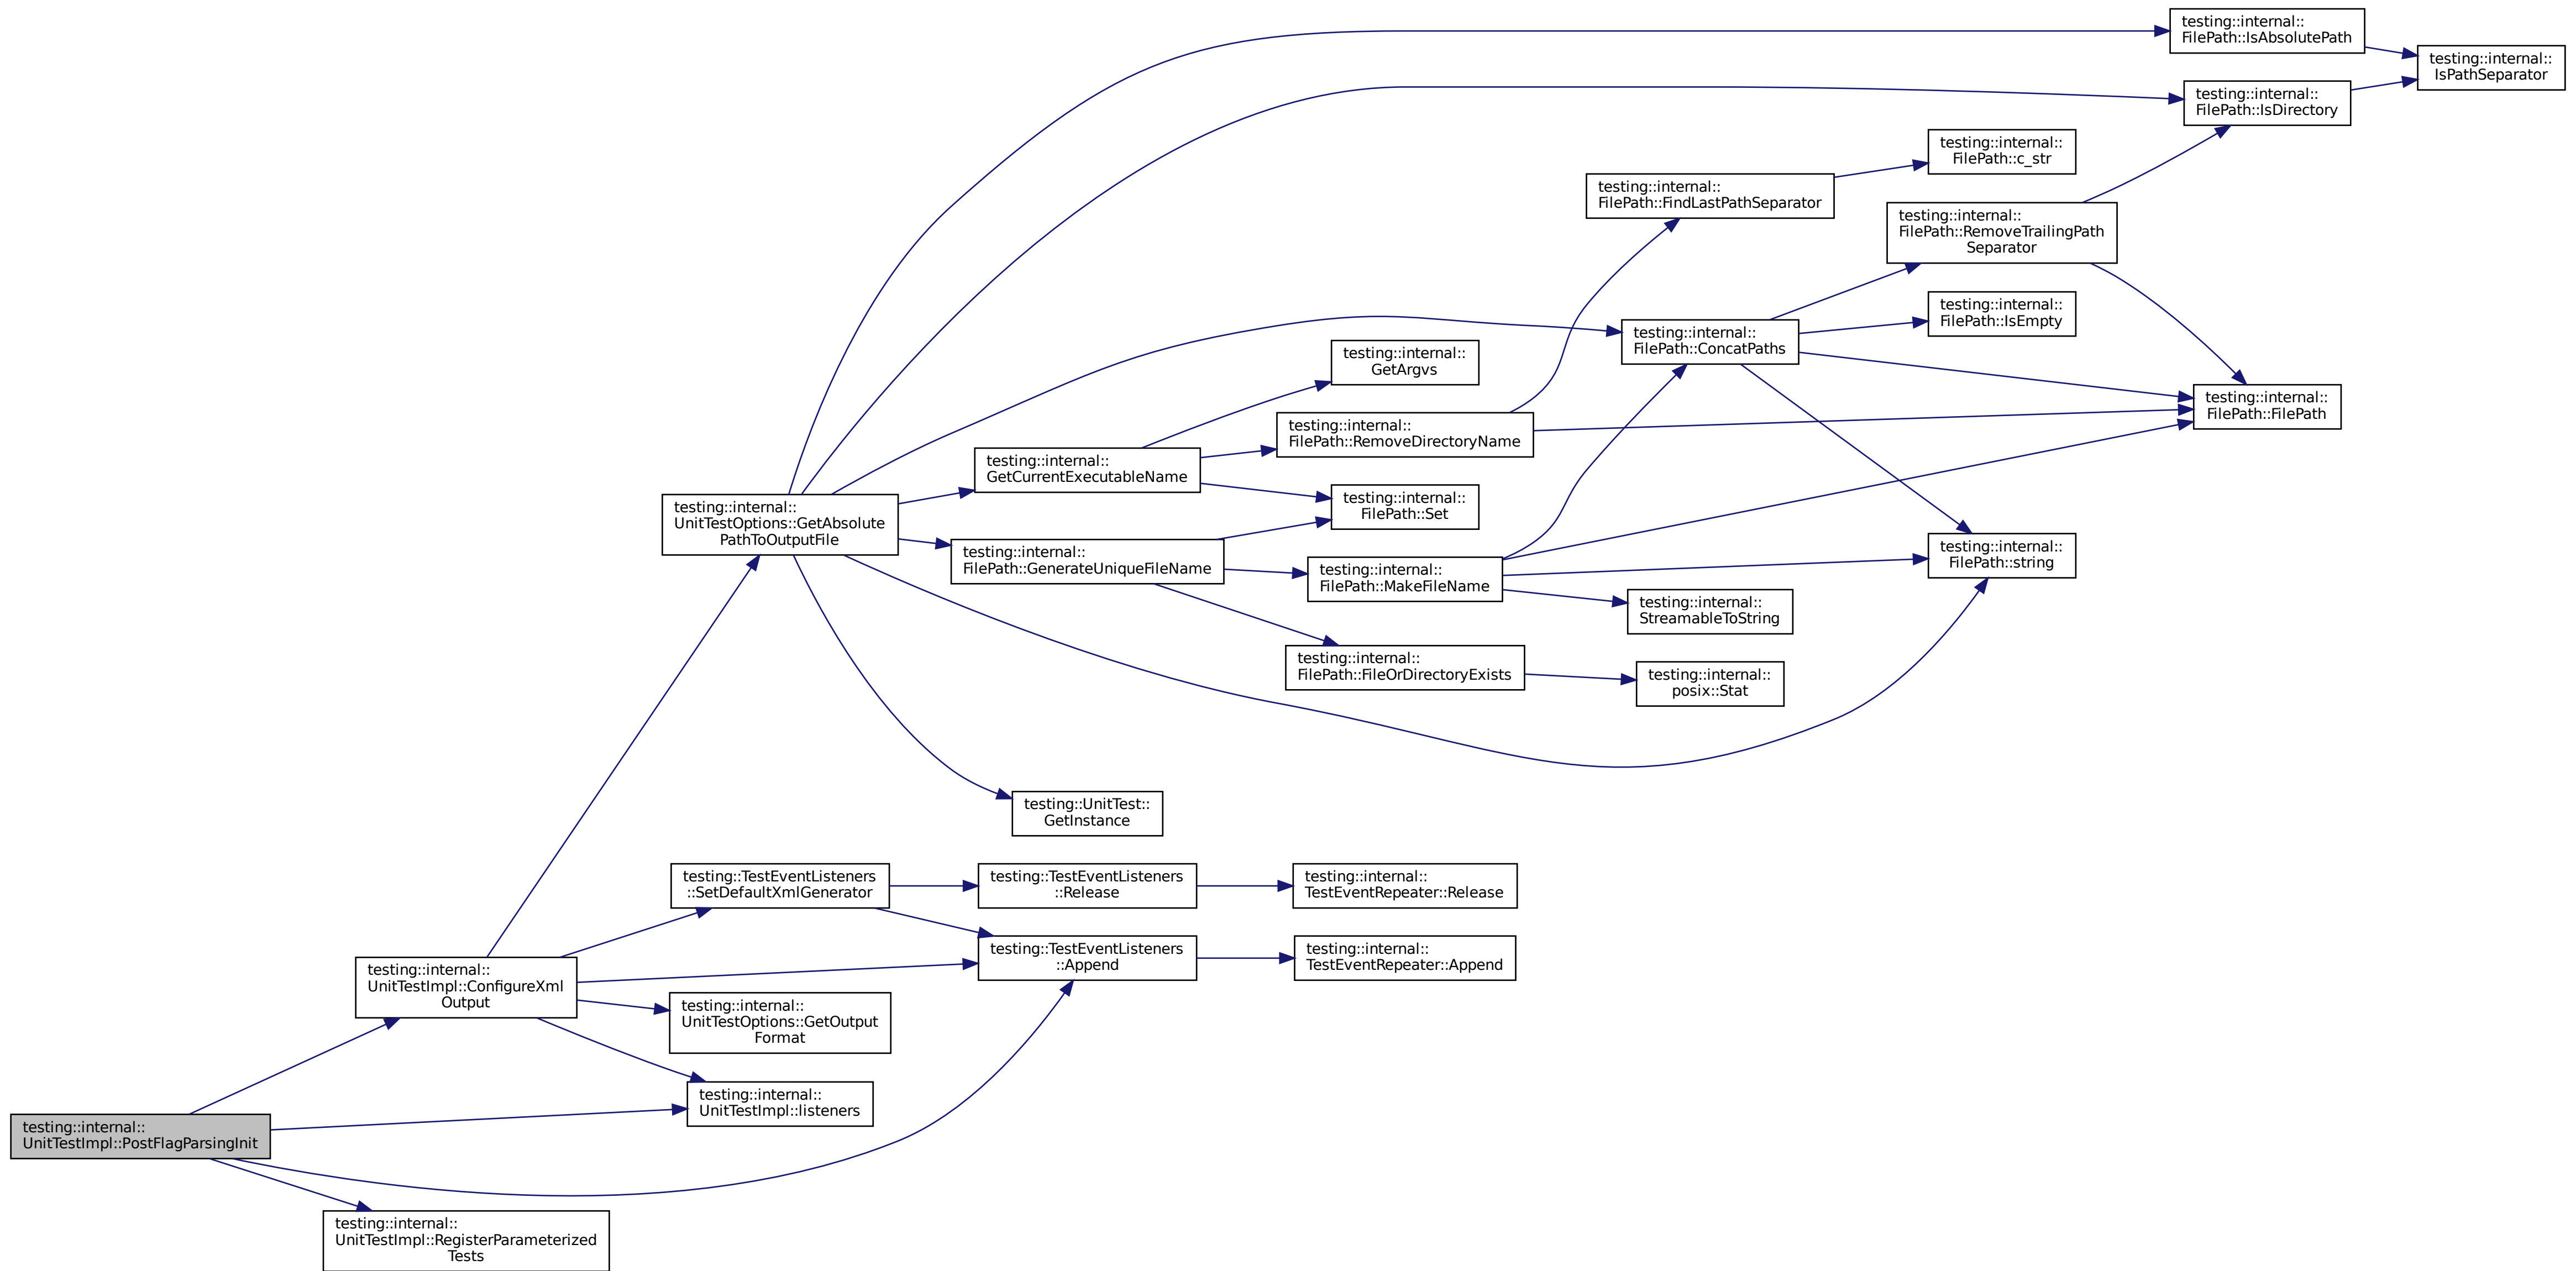 testing::internal::
FilePath::IsAbsolutePath
testing::internal::
IsPathSeparator
testing::internal::
FilePath::IsDirectory
testing::internal::
FilePath::c_str
testing::internal::
FilePath::FindLastPathSeparator
testing::internal::
FilePath::RemoveTrailingPath
Separator
testing::internal::
FilePath::IsEmpty
testing::internal::
FilePath::ConcatPaths
testing::internal::
GetArgvs
testing::internal::
FilePath::FilePath
testing::internal::
FilePath::RemoveDirectoryName
testing::internal::
GetCurrentExecutableName
testing::internal::
FilePath::Set
testing::internal::
UnitTestOptions::GetAbsolute
PathToOutputFile
testing::internal::
FilePath::string
testing::internal::
FilePath::GenerateUniqueFileName
testing::internal::
FilePath::MakeFileName
testing::internal::
StreamableToString
testing::internal::
FilePath::FileOrDirectoryExists
testing::internal::
posix::Stat
testing::UnitTest::
GetInstance
testing::TestEventListeners
::SetDefaultXmlGenerator
testing::TestEventListeners
::Release
testing::internal::
TestEventRepeater::Release
testing::TestEventListeners
::Append
testing::internal::
TestEventRepeater::Append
testing::internal::
UnitTestImpl::ConfigureXml
Output
testing::internal::
UnitTestOptions::GetOutput
Format
testing::internal::
UnitTestImpl::listeners
testing::internal::
UnitTestImpl::PostFlagParsingInit
testing::internal::
UnitTestImpl::RegisterParameterized
Tests